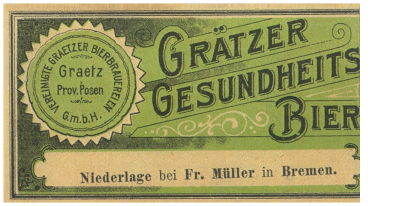 VEREINIGTE GRAETZER BIERBRAUEREIEN
Graetz
Prov. Posen
G.m.b.H.
GRÄTZER
GESUNDHEITS
BIER
Niederlage bei Fr. Müller in Bremen.